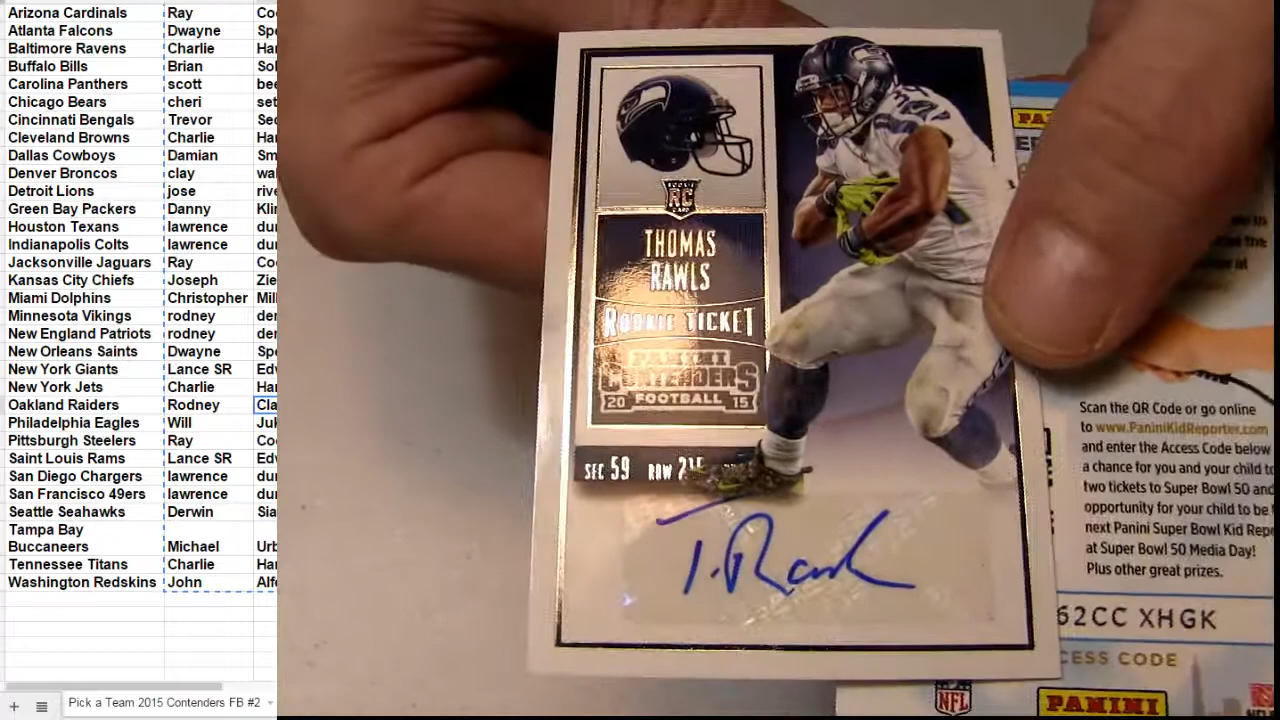 Arizona Cardinals Ray
Atlanta Falcons Dwayne
Baltimore Ravens Charlie
Buffalo Bills Brian
Carolina Panthers scott
Chicago Bears cheri
Cincinnati Bengals Trevor
Cleveland Browns Charlie
Dallas Cowboys Damian
Denver Broncos clay
Detroit Lions jose
Green Bay Packers Danny
Houston Texans lawrence
Indianapolis Colts lawrence
Jacksonville Jaguars Ray
Kansas City Chiefs Joseph
Miami Dolphins Christopher
Minnesota Vikings rodney
New England Patriots rodney
New Orleans Saints Dwayne
New York Giants Lance SR
New York Jets Charlie
Oakland Raiders Rodney
Philadelphia Eagles Will
Pittsburgh Steelers Ray
Saint Louis Rams Lance SR
San Diego Chargers lawrence
San Francisco 49ers lawrence
Seattle Seahawks Derwin
Tampa Bay
Buccaneers Michael
Tennessee Titans Charlie
Washington Redskins John
Pick a Team 2015 Contenders FB #2
ROOKIE
RC
CARD
THOMAS
RAWLS
ROOKIE TICKET
PANINI
CONTENDERS
20 FOOTBALL 15
SEC 59 ROW
T. Rawls
Scan the QR Code or go online
to www.PaniniKidReporter.com
and enter the Access Code below
a chance for you and your child to
two tickets to Super Bowl 50 and
opportunity for your child to be
next Panini Super Bowl Kid
at Super Bowl 50 Media Day!
Plus other great prizes.
62CC XHGK
CODE
NFL
PANINI